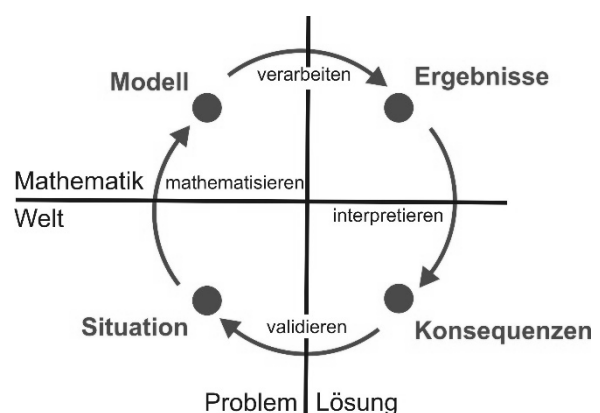 verarbeiten
Modell
Ergebnisse
Mathematik
mathematisieren
Welt
interpretieren
Situation
validieren
Konsequenzen
Problem
Lösung